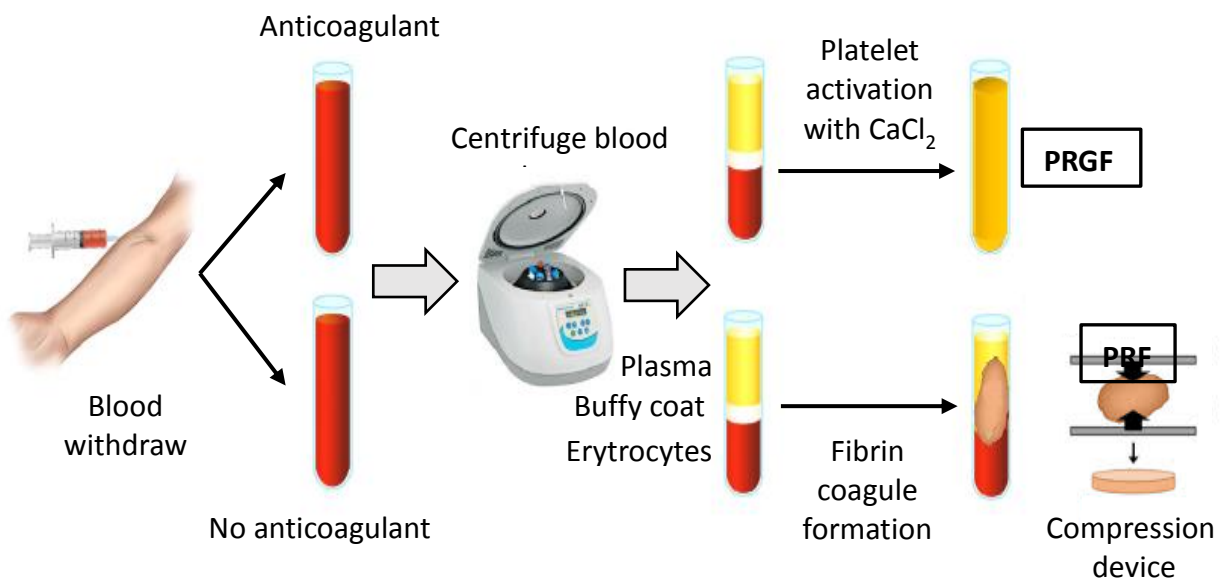 Anticoagulant
Platelet
activation
with CaCl₂
Centrifuge blood
PRGF
Blood
withdraw
Plasma
Buffy coat
Erytrocytes
PRF
Fibrin
coagule
formation
No anticoagulant
Compression
device